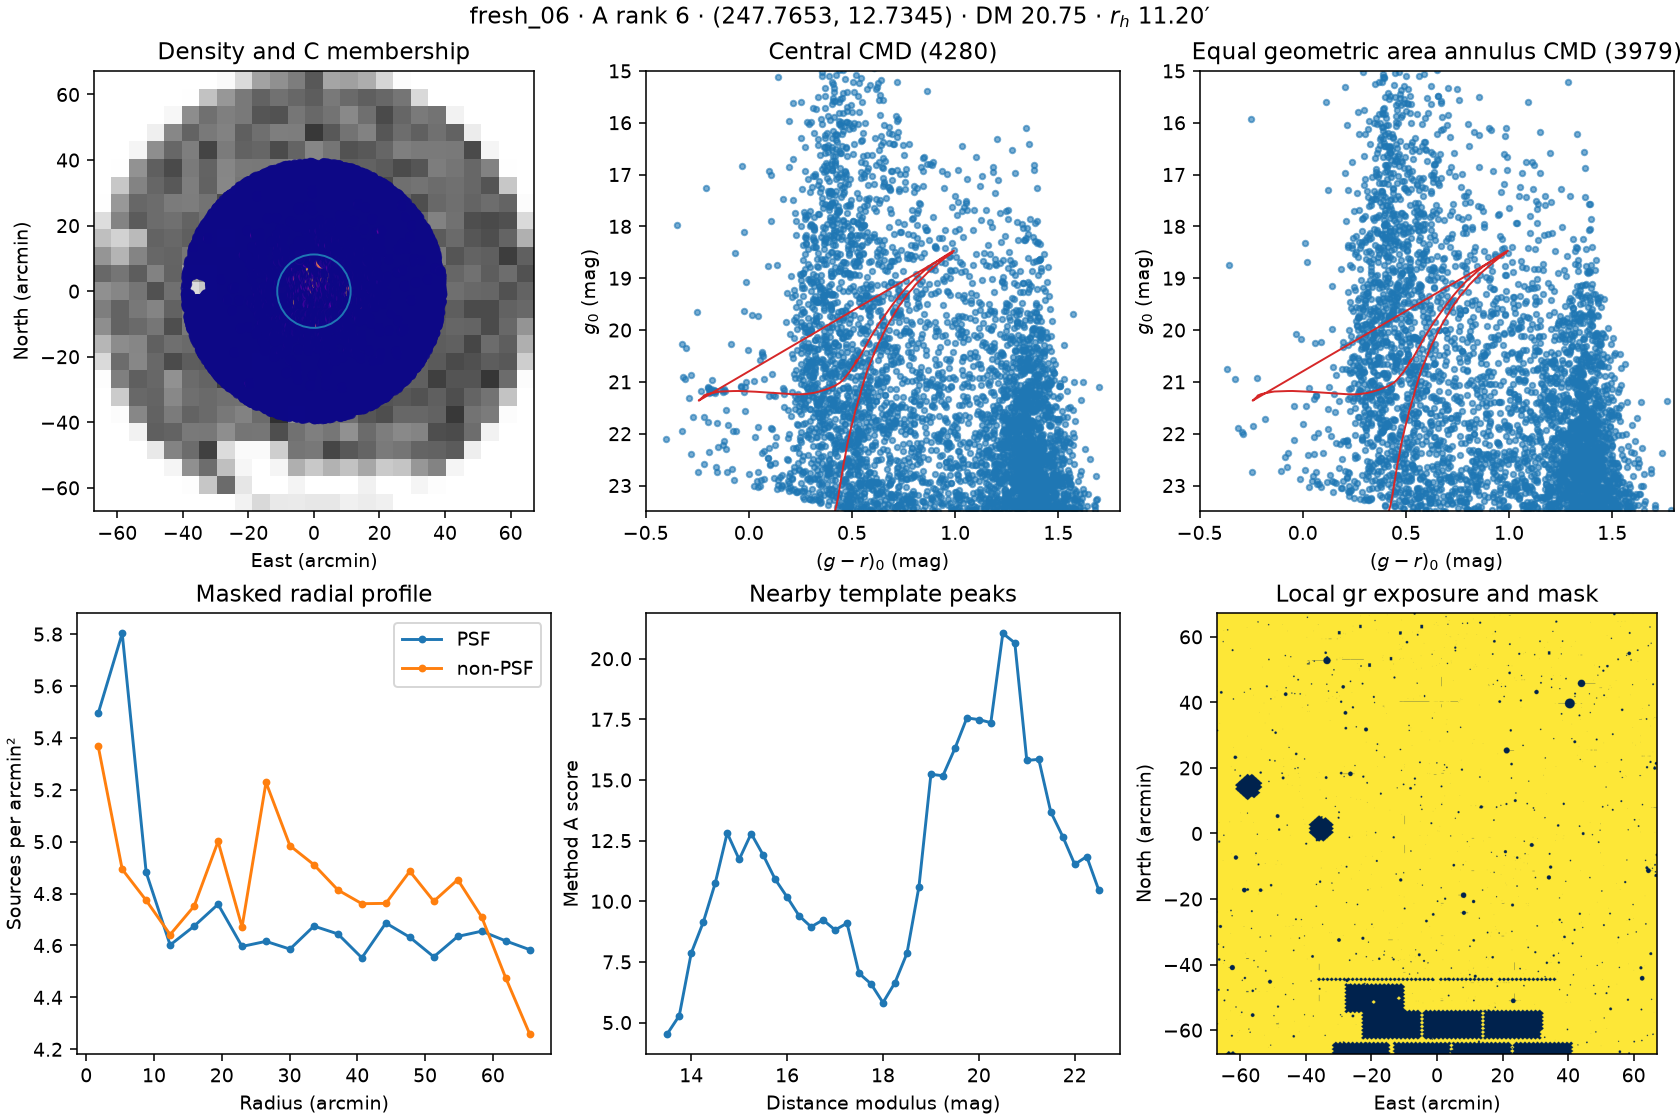 fresh_06 · A rank 6 · (247.7653, 12.7345) · DM 20.75 · r_h 11.20′
Density and C membership
60
40
20
0
−20
−40
−60
North (arcmin)
−60 −40 −20 0 20 40 60
East (arcmin)
Central CMD (4280)
15
16
17
18
19
20
21
22
23
g₀ (mag)
−0.5 0.0 0.5 1.0 1.5
(g − r)₀ (mag)
Equal geometric area annulus CMD (3979)
15
16
17
18
19
20
21
22
23
g₀ (mag)
−0.5 0.0 0.5 1.0 1.5
(g − r)₀ (mag)
Masked radial profile
PSF
non-PSF
5.8
5.6
5.4
5.2
5.0
4.8
4.6
4.4
4.2
Sources per arcmin²
0 10 20 30 40 50 60
Radius (arcmin)
Nearby template peaks
20.0
17.5
15.0
12.5
10.0
7.5
5.0
Method A score
14 16 18 20 22
Distance modulus (mag)
Local gr exposure and mask
60
40
20
0
−20
−40
−60
North (arcmin)
−60 −40 −20 0 20 40 60
East (arcmin)